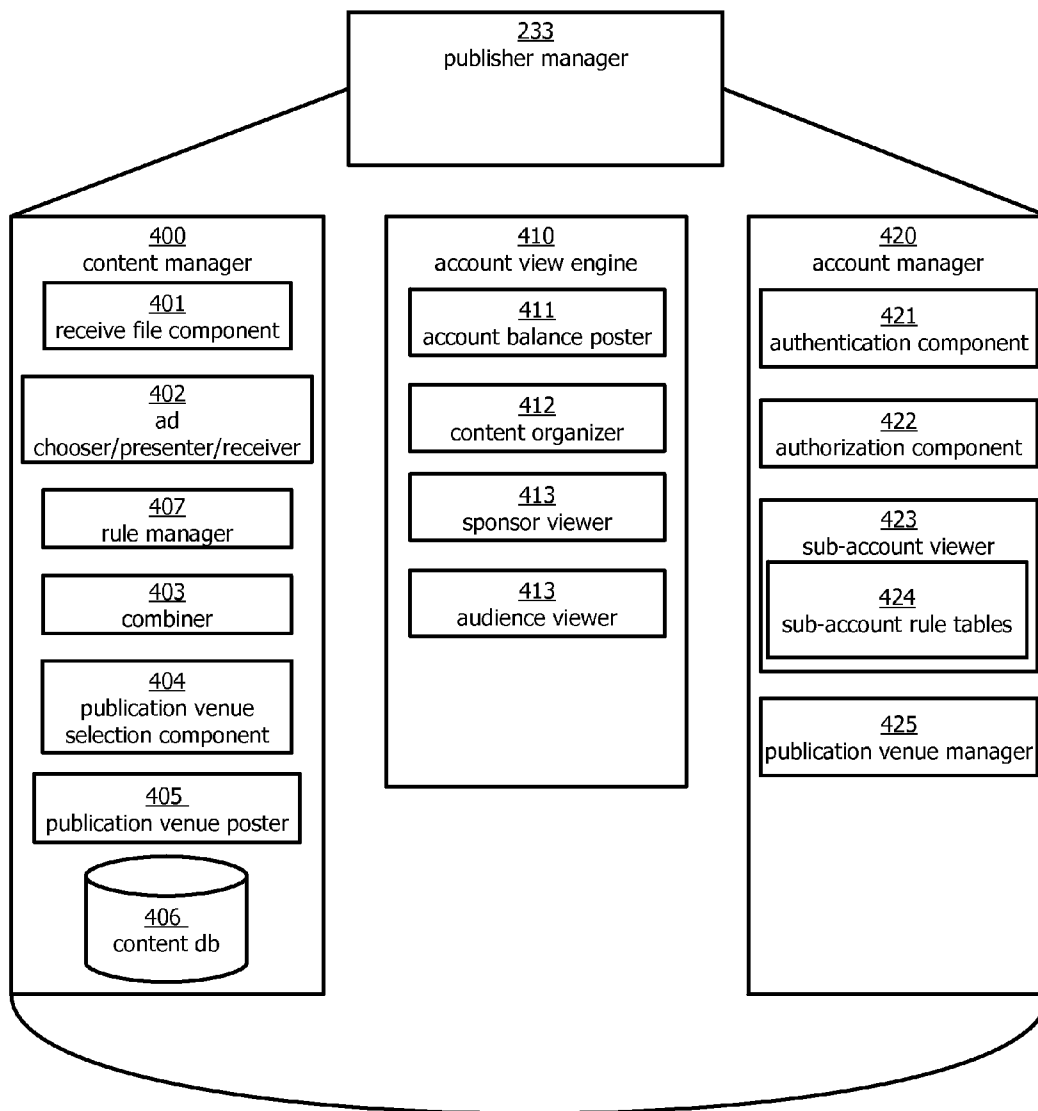 233
publisher manager
400
content manager
401
receive file component
402
ad
chooser/presenter/receiver
407
rule manager
403
combiner
404
publication venue
selection component
405
publication venue poster
406
content db
410
account view engine
411
account balance poster
412
content organizer
413
sponsor viewer
413
audience viewer
420
account manager
421
authentication component
422
authorization component
423
sub-account viewer
424
sub-account rule tables
425
publication venue manager